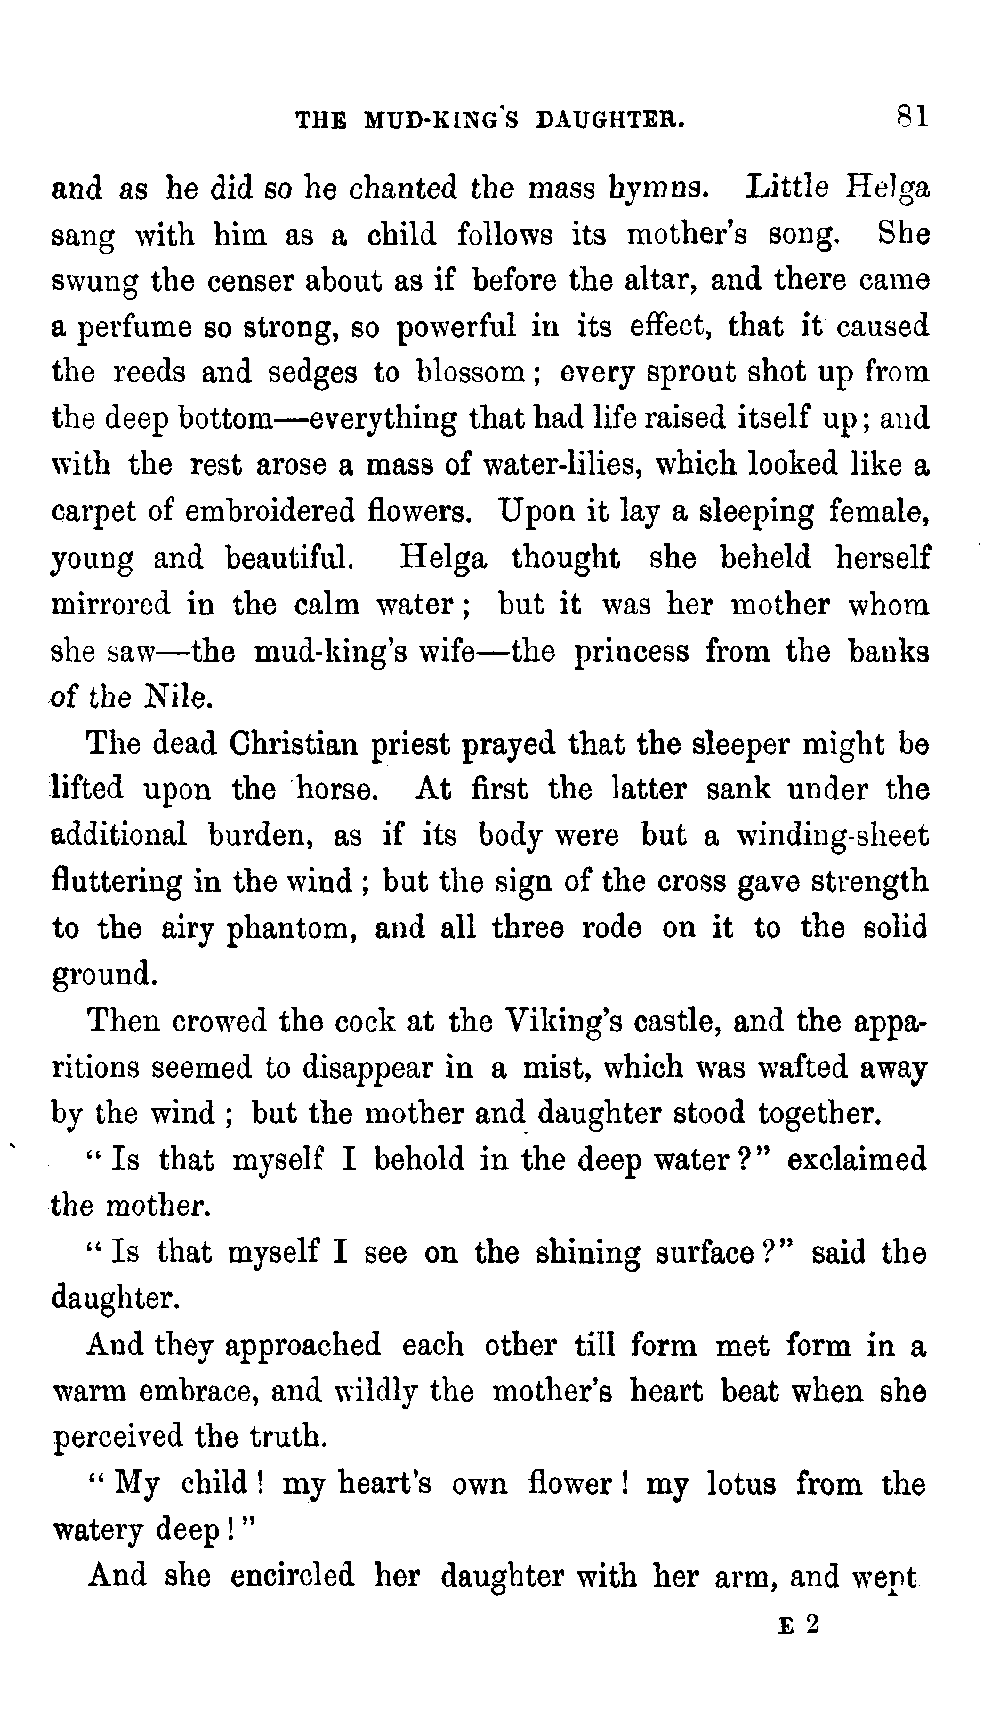 THE MUD-KING'S DAUGHTER. 81
and as he did so he chanted the mass hymns. Little Helga
sang with him as a child follows its mother's song. She
swung the censer about as if before the altar, and there came
a perfume so strong, so powerful in its effect, that it caused
the reeds and sedges to blossom; every sprout shot up from
the deep bottom—everything that had life raised itself up; and
with the rest arose a mass of water-lilies, which looked like a
carpet of embroidered flowers. Upon it lay a sleeping female,
young and beautiful. Helga thought she beheld herself
mirrored in the calm water; but it was her mother whom
she saw—the mud-king's wife—the princess from the banks
of the Nile.
The dead Christian priest prayed that the sleeper might be
lifted upon the horse. At first the latter sank under the
additional burden, as if its body were but a winding-sheet
fluttering in the wind; but the sign of the cross gave strength
to the airy phantom, and all three rode on it to the solid
ground.
Then crowed the cock at the Viking's castle, and the appa-
ritions seemed to disappear in a mist, which was wafted away
by the wind; but the mother and daughter stood together.
"Is that myself I behold in the deep water?" exclaimed
the mother.
"Is that myself I see on the shining surface?" said the
daughter.
And they approached each other till form met form in a
warm embrace, and wildly the mother's heart beat when she
perceived the truth.
"My child! my heart's own flower! my lotus from the
watery deep!"
And she encircled her daughter with her arm, and wept
E 2